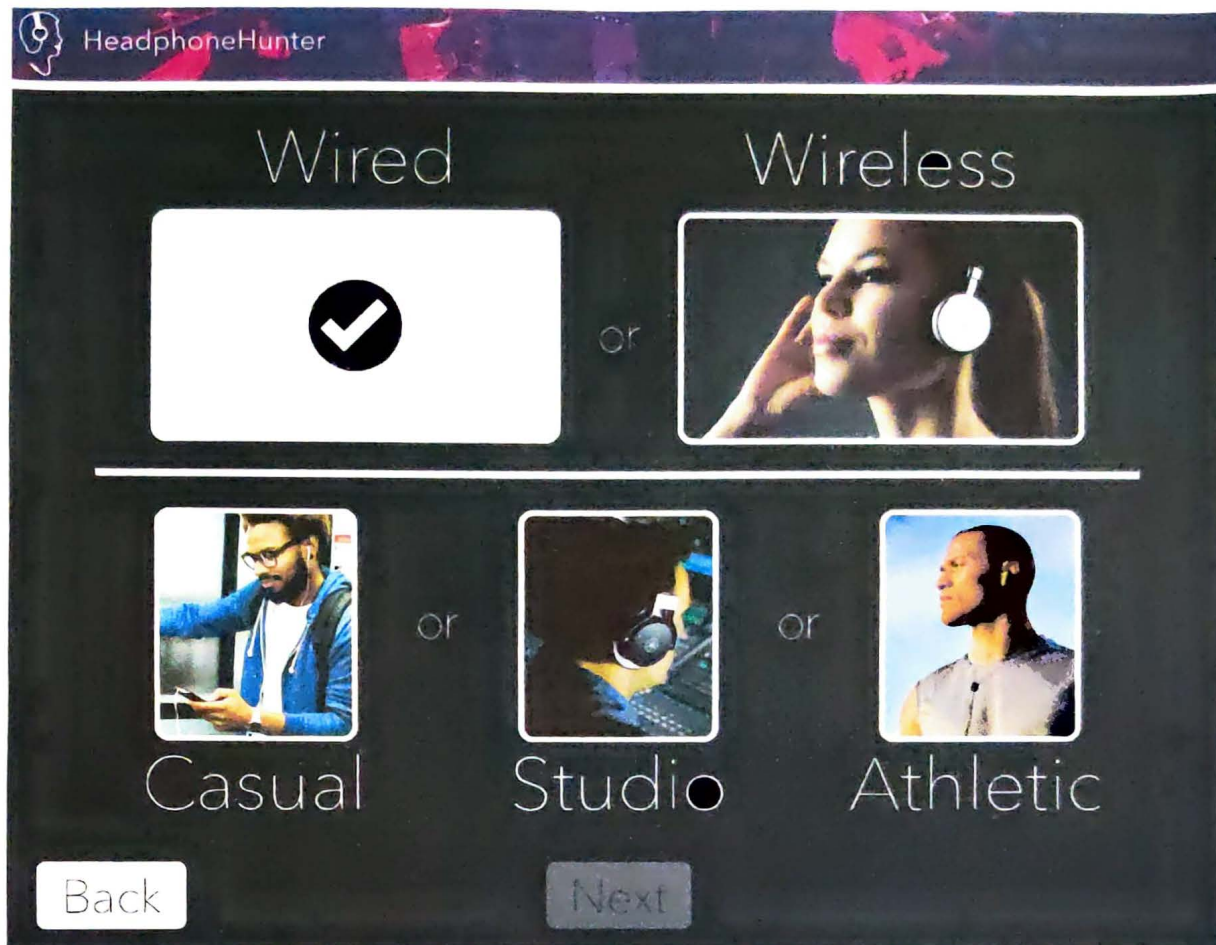 HeadphoneHunter
Wired
Wireless
or
or
or
Casual
Studio
Athletic
Back
Next